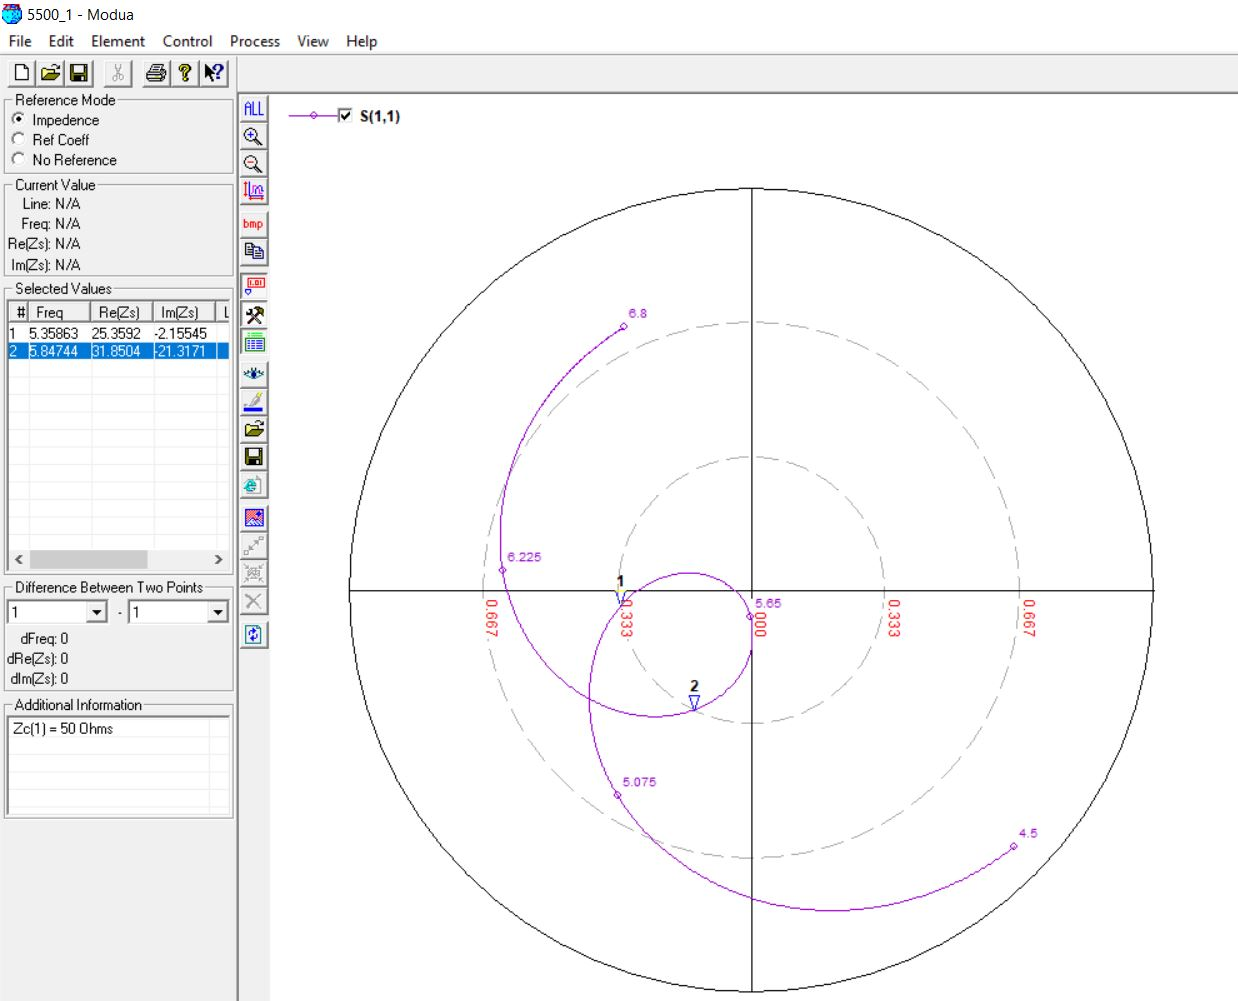 5500_1 - Modua
File Edit Element Control Process View Help
Reference Mode
Impedence
Ref Coeff
No Reference
Current Value
Line: N/A
Freq: N/A
Re(Zs): N/A
Im(Zs): N/A
Selected Values
# Freq Re(Zs) Im(Zs) L
1 5.35863 25.3592 -2.15545
2 5.84744 31.8504 -21.3171
Difference Between Two Points
1 - 1
dFreq: 0
dRe(Zs): 0
dIm(Zs): 0
Additional Information
Zc(1) = 50 Ohms
ALL
bmp
1.01
S(1,1)
6.8
6.225
1
5.65
0.667
0.333
0.000
0.333
0.667
2
5.075
4.5